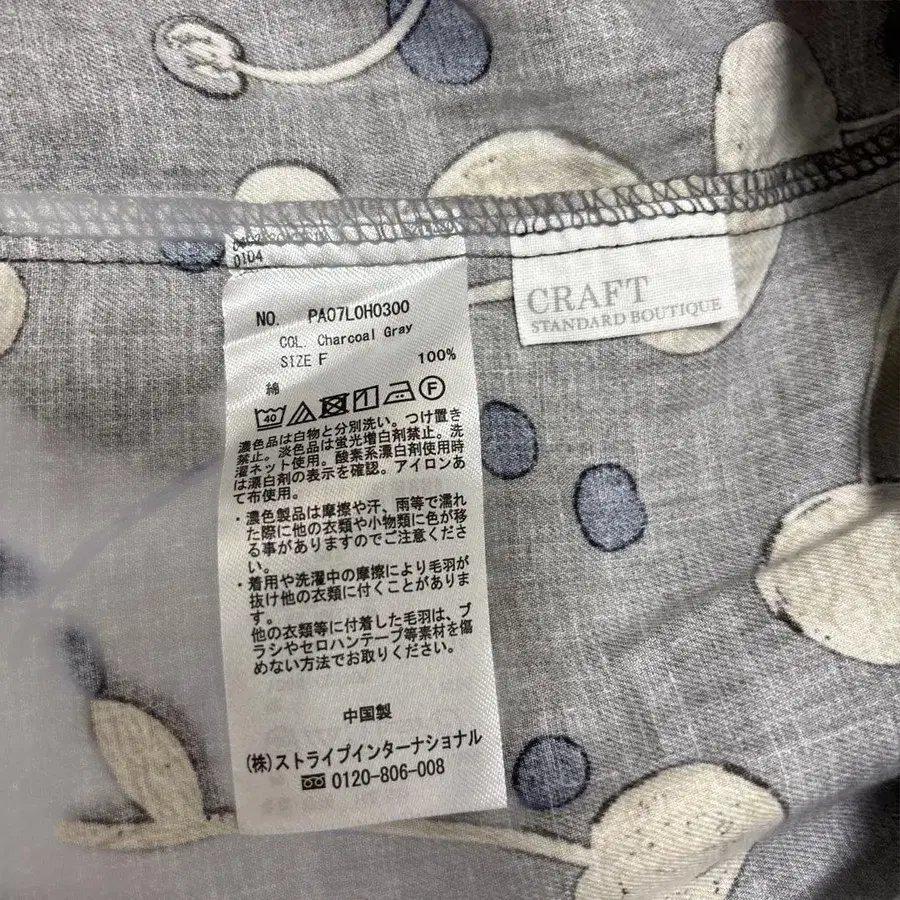 0104
NO. PA07L0H0300
COL. Charcoal Gray
SIZE F
綿 100%
40 F
濃色品は白物と分別洗い。つけ置き
禁止。淡色品は蛍光増白剤禁止。洗
濯ネット使用。酸素系漂白剤使用時
は漂白剤の表示を確認。アイロンあ
て布使用。
・濃色製品は摩擦や汗、雨等で濡れ
た際に他の衣類や小物類に色が移
る事がありますのでご注意くださ
い。
・着用や洗濯中の摩擦により毛羽が
抜け他の衣類に付くことがありま
す。
他の衣類等に付着した毛羽は、ブ
ラシやセロハンテープ等素材を傷
めない方法でお取りください。
中国製
(株)ストライプインターナショナル
0120-806-008
CRAFT
STANDARD BOUTIQUE